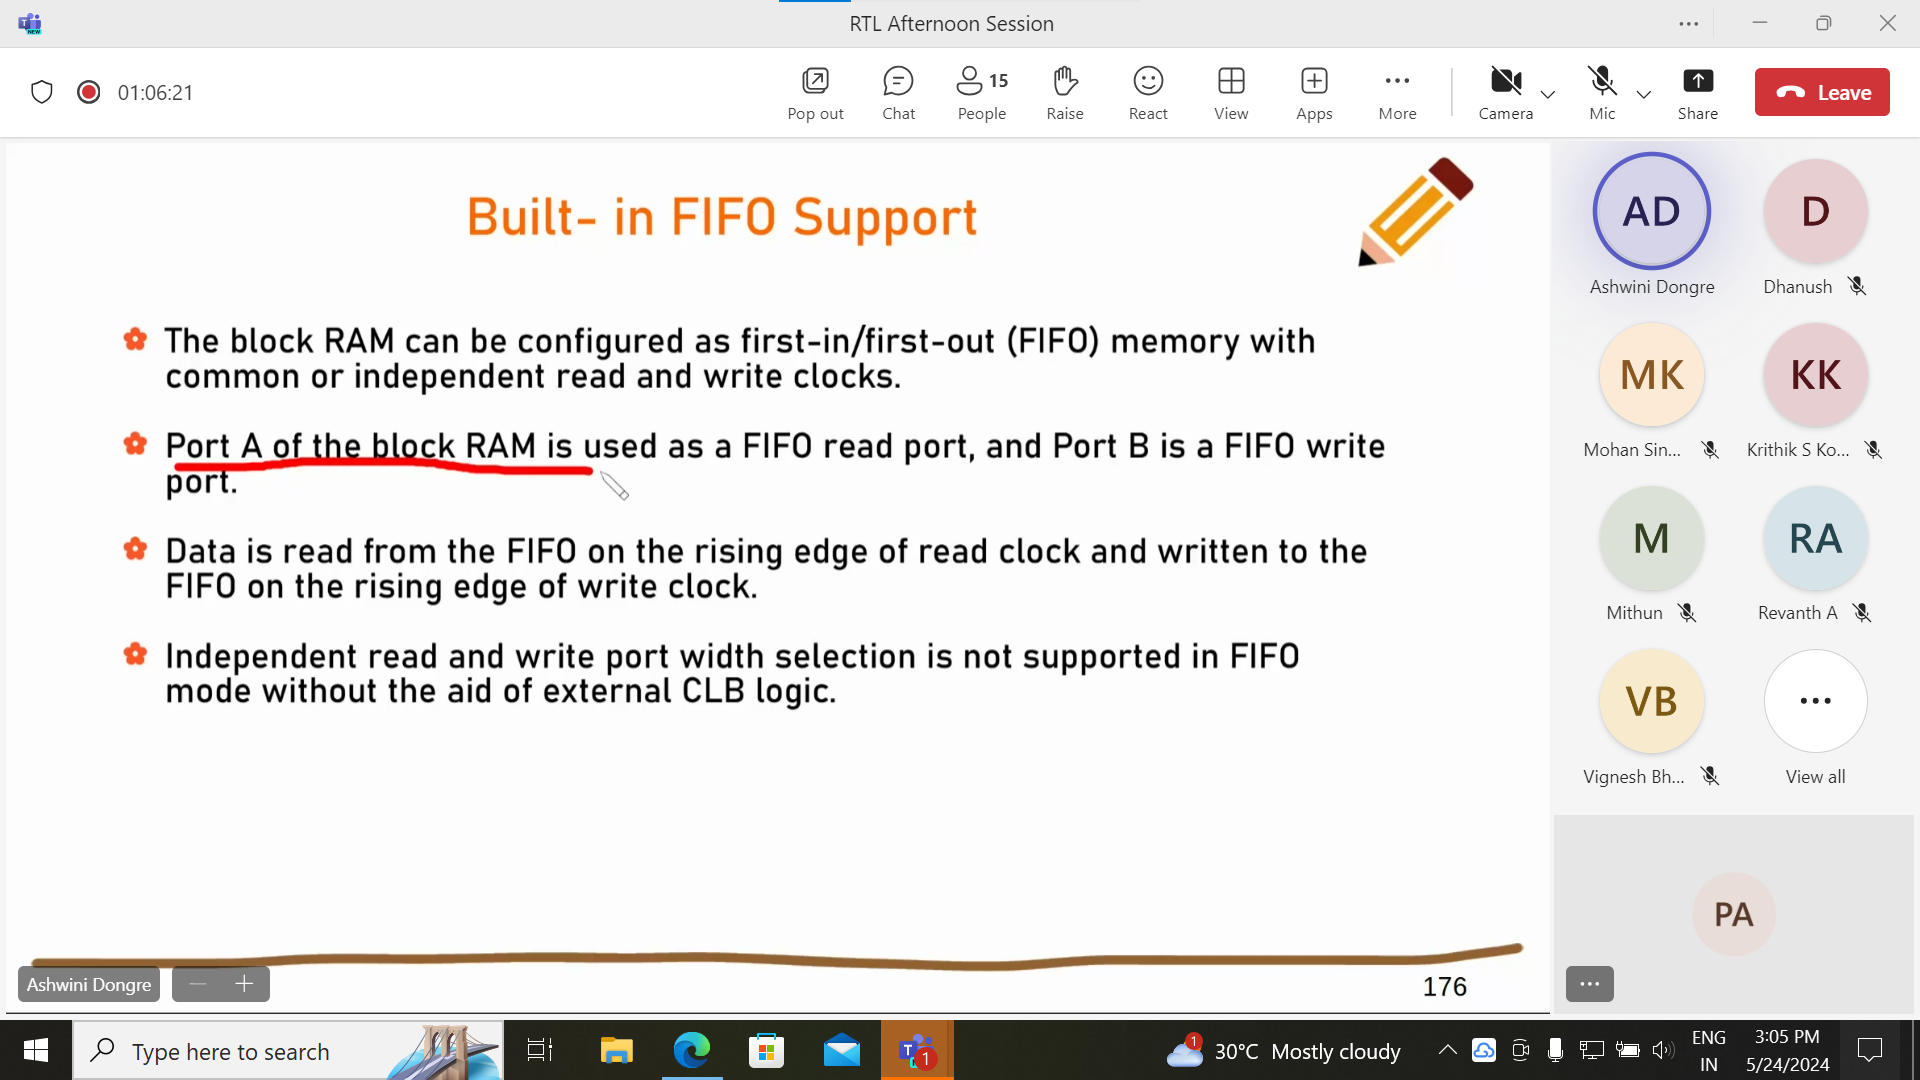 RTL Afternoon Session
NEW
01:06:21
15
Pop out
Chat
People
Raise
React
View
Apps
More
Camera
Mic
Share
Leave
Built- in FIFO Support
The block RAM can be configured as first-in/first-out (FIFO) memory with
common or independent read and write clocks.
Port A of the block RAM is used as a FIFO read port, and Port B is a FIFO write
port.
Data is read from the FIFO on the rising edge of read clock and written to the
FIFO on the rising edge of write clock.
Independent read and write port width selection is not supported in FIFO
mode without the aid of external CLB logic.
176
Ashwini Dongre
AD
Ashwini Dongre
D
Dhanush
MK
Mohan Sin...
KK
Krithik S Ko...
M
Mithun
RA
Revanth A
VB
Vignesh Bh...
View all
PA
Type here to search
1
1
30°C Mostly cloudy
ENG
IN
3:05 PM
5/24/2024